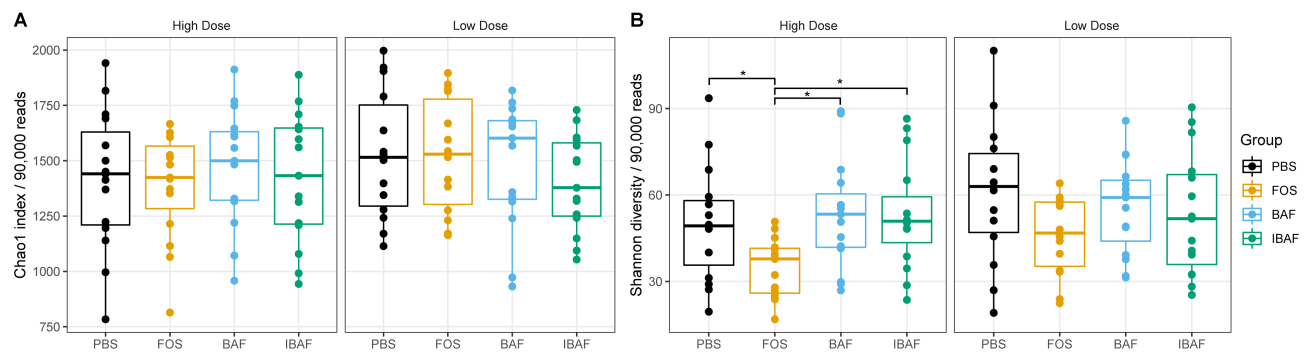 A
High Dose
Low Dose
Chao1 index / 90,000 reads
2000
1750
1500
1250
1000
750
PBS FOS BAF IBAF
PBS FOS BAF IBAF
B
High Dose
Low Dose
Shannon diversity / 90,000 reads
90
60
30
*
*
*
PBS FOS BAF IBAF
PBS FOS BAF IBAF
Group
PBS
FOS
BAF
IBAF